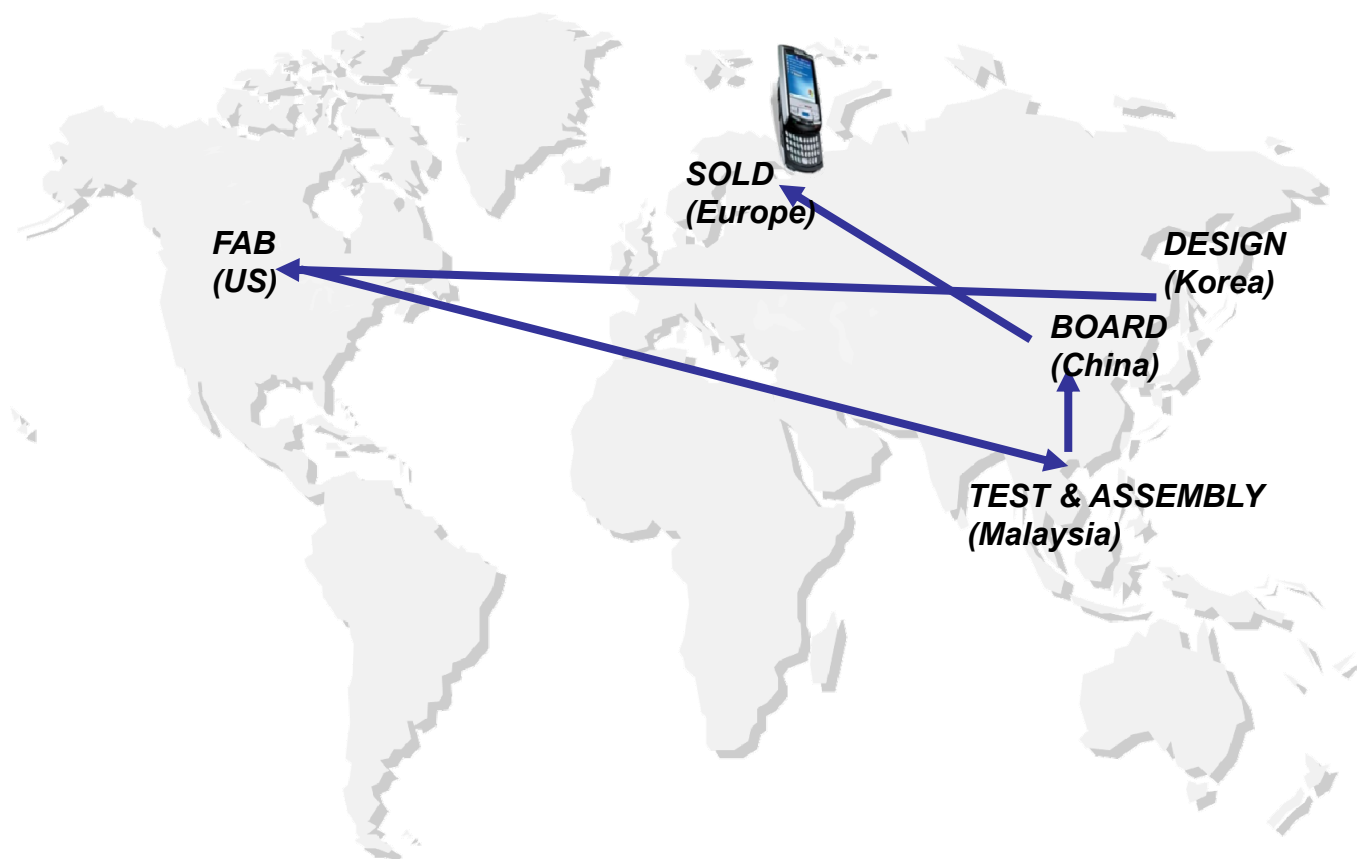 SOLD
(Europe)
FAB
(US)
DESIGN
(Korea)
BOARD
(China)
TEST & ASSEMBLY
(Malaysia)